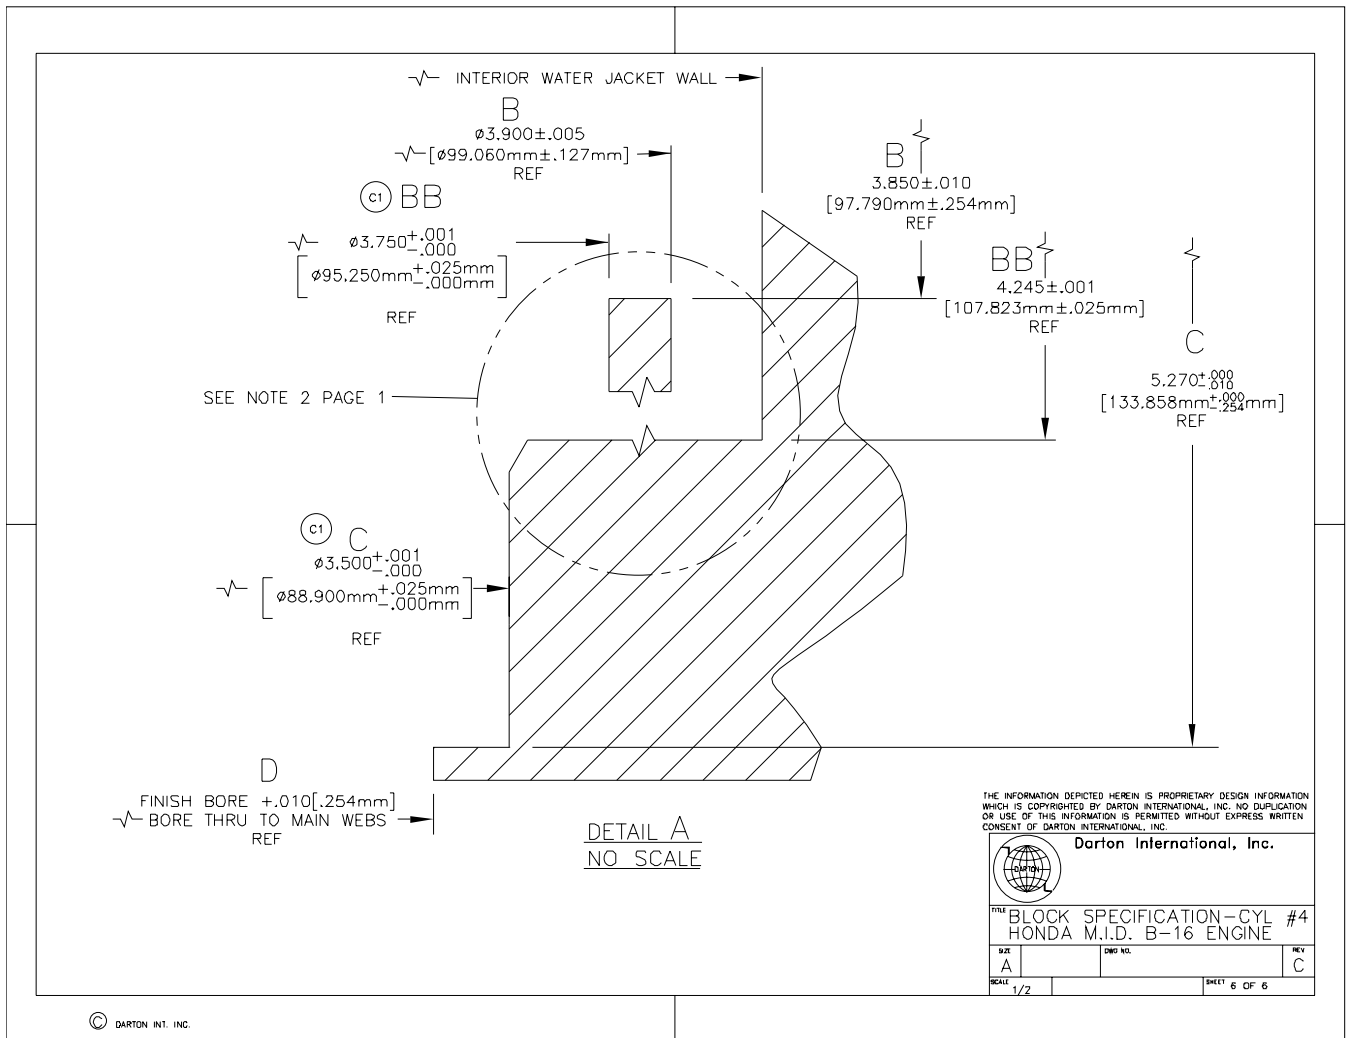 INTERIOR WATER JACKET WALL
B
ø3.900±.005
[ø99.060mm±.127mm]
REF
C1 BB
ø3.750+.001
-.000
[ø95.250mm+.025mm
-.000mm]
REF
B
3.850±.010
[97.790mm±.254mm]
REF
BB
4.245±.001
[107.823mm±.025mm]
REF
C
5.270+.000
-.010
[133.858mm+.000
-.254mm]
REF
SEE NOTE 2 PAGE 1
C1 C
ø3.500+.001
-.000
[ø88.900mm+.025mm
-.000mm]
REF
D
FINISH BORE +.010[.254mm]
BORE THRU TO MAIN WEBS
REF
DETAIL A
NO SCALE
THE INFORMATION DEPICTED HEREIN IS PROPRIETARY DESIGN INFORMATION
WHICH IS COPYRIGHTED BY DARTON INTERNATIONAL, INC. NO DUPLICATION
OR USE OF THIS INFORMATION IS PERMITTED WITHOUT EXPRESS WRITTEN
CONSENT OF DARTON INTERNATIONAL, INC.
Darton International, Inc.
DARTON
TITLE BLOCK SPECIFICATION-CYL #4
HONDA M.I.D. B-16 ENGINE
SIZE A
DWG NO.
REV C
SCALE 1/2
SHEET 6 OF 6
© DARTON INT. INC.